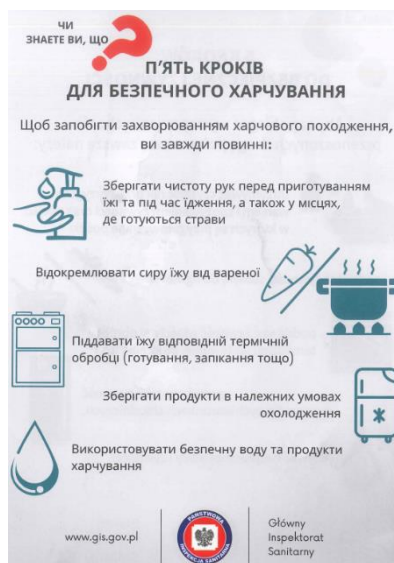 ЧИ
ЗНАЄТЕ ВИ, ЩО
П’ЯТЬ КРОКІВ
ДЛЯ БЕЗПЕЧНОГО ХАРЧУВАННЯ
Щоб запобігти захворюванням харчового походження,
ви завжди повинні:
Зберігати чистоту рук перед приготуванням
їжі та під час їдження, а також у місцях,
де готуються страви
Відокремлювати сиру їжу від вареної
Піддавати їжу відповідній термічній
обробці (готування, запікання тощо)
Зберігати продукти в належних умовах
охолодження
Використовувати безпечну воду та продукти
харчування
www.gis.gov.pl
PAŃSTWOWA
INSPEKCJA SANITARNA
Główny
Inspektorat
Sanitarny